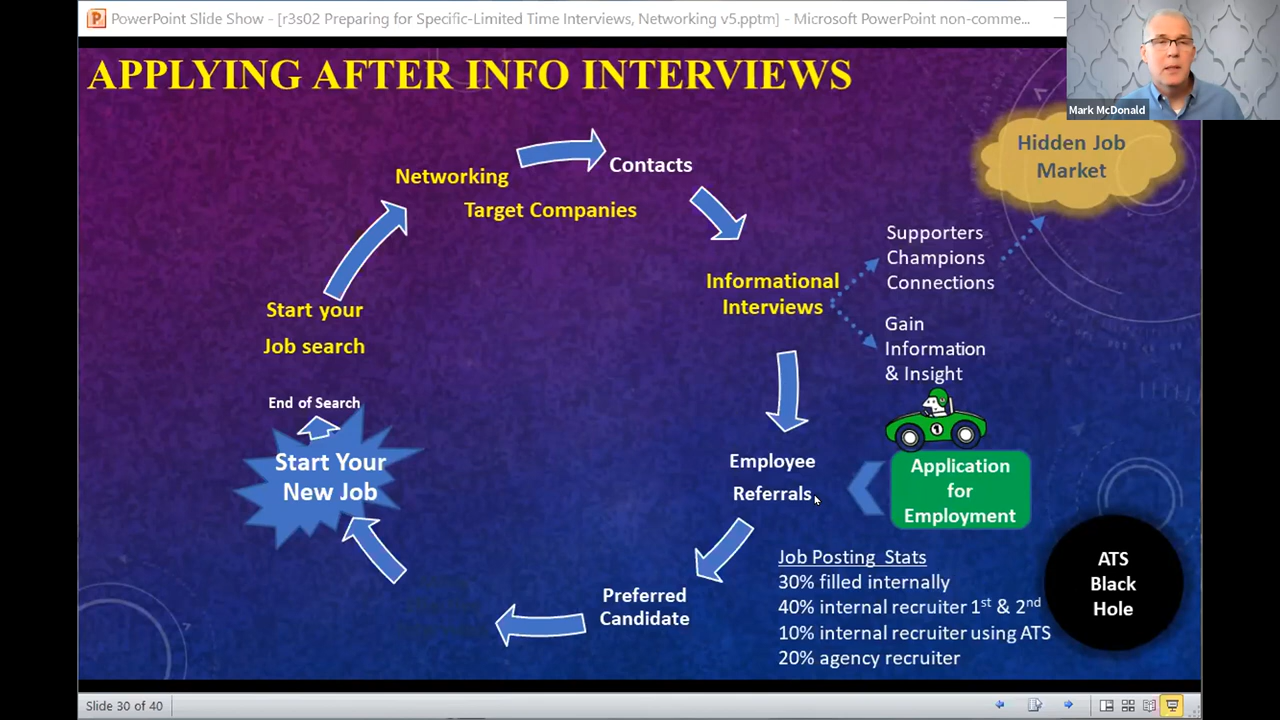 PowerPoint Slide Show - [r3s02 Preparing for Specific-Limited Time Interviews, Networking v5.pptm] - Microsoft PowerPoint non-comme...
Mark McDonald
APPLYING AFTER INFO INTERVIEWS
Hidden Job
Market
Networking
Contacts
Target Companies
Supporters
Champions
Connections
Informational
Interviews
Start your
Job search
Gain
Information
& Insight
End of Search
1
Start Your
New Job
Employee
Referrals
Application
for
Employment
Job Posting Stats
30% filled internally
40% internal recruiter 1st & 2nd
10% internal recruiter using ATS
20% agency recruiter
ATS
Black
Hole
Preferred
Candidate
Slide 30 of 40